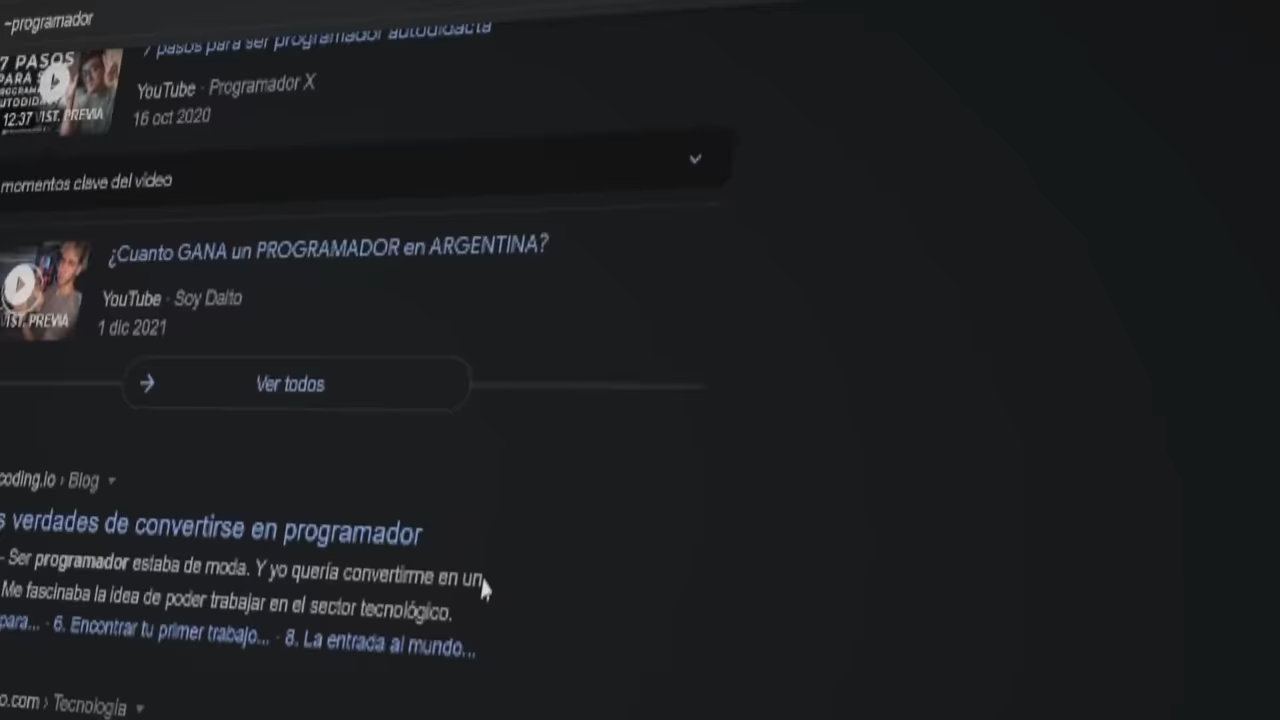 -programador
7 pasos para ser programador autodidacta
7 PASOS
PARA
12:37 VIST. PREVIA
YouTube · Programador X
16 oct 2020
momentos clave del video
¿Cuanto GANA un PROGRAMADOR en ARGENTINA?
YouTube · Soy Dalto
VIST. PREVIA
1 dic 2021
Ver todos
coding.io › Blog
s verdades de convertirse en programador
- Ser programador estaba de moda. Y yo quería convertirme en un
Me fascinaba la idea de poder trabajar en el sector tecnológico.
para... · 6. Encontrar tu primer trabajo... · 8. La entrada al mundo...
o.com › Tecnología